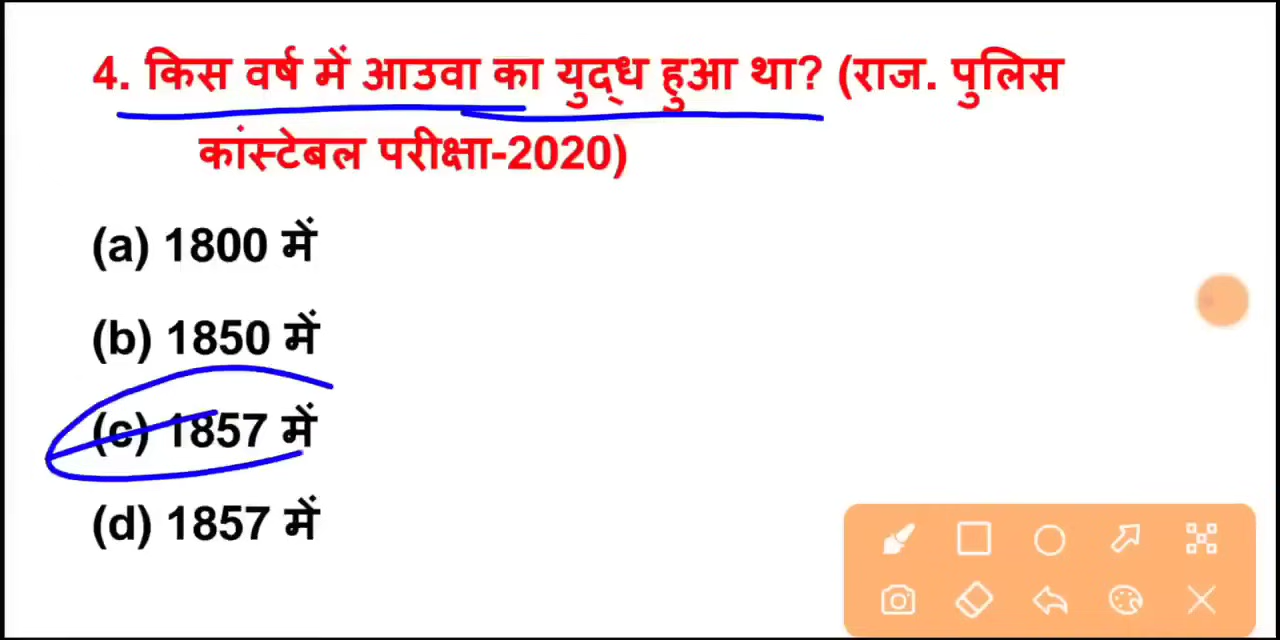 4. किस वर्ष में आउवा का युद्ध हुआ था? (राज. पुलिस
कांस्टेबल परीक्षा-2020)
(a) 1800 में
(b) 1850 में
(c) 1857 में
(d) 1857 में